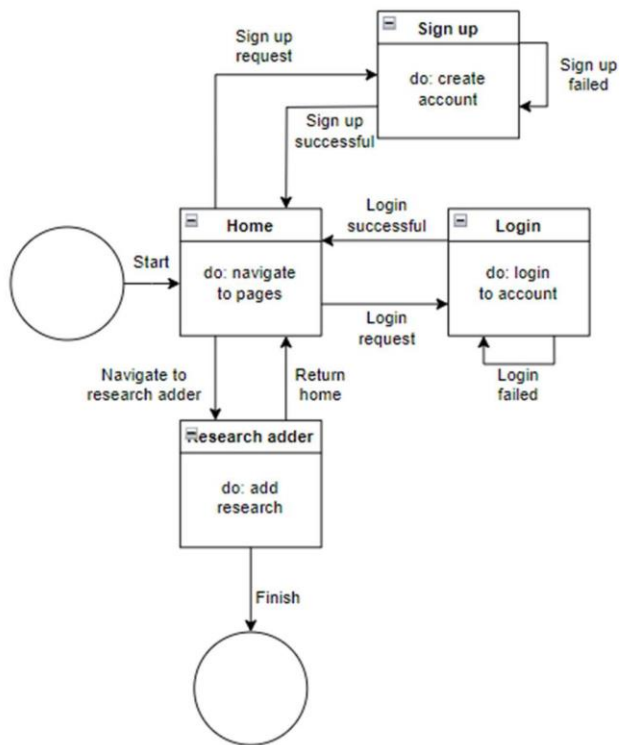 Sign up
request
Sign up
do: create
account
Sign up
failed
Sign up
successful
Start
Home
do: navigate
to pages
Login
successful
Login
do: login
to account
Login
request
Login
failed
Navigate to
research adder
Return
home
Research adder
do: add
research
Finish